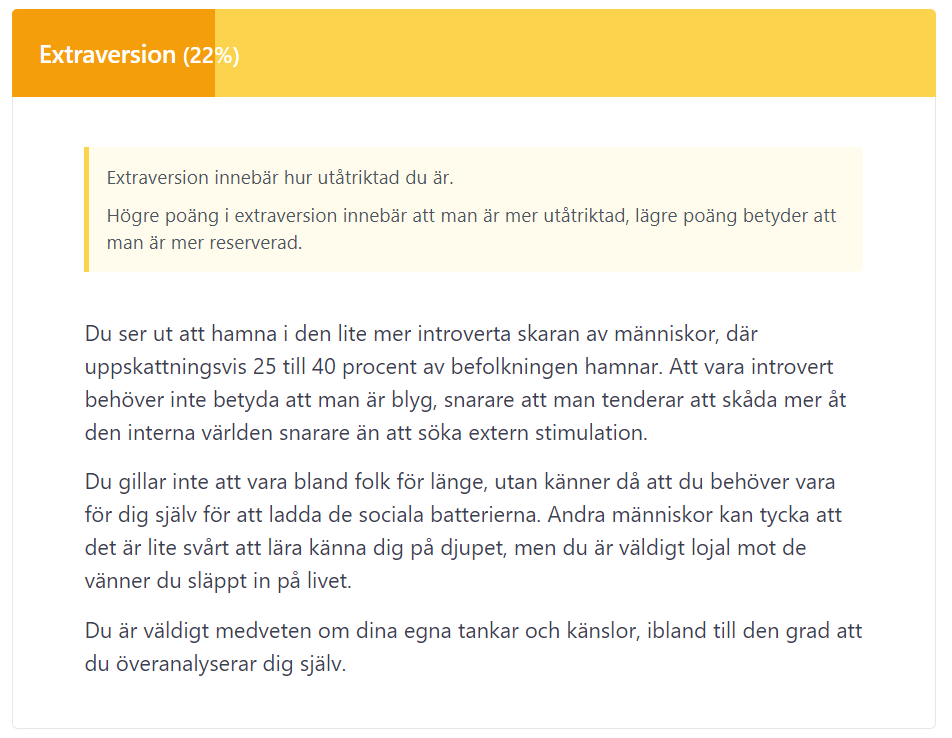 Extraversion (22%)
Extraversion innebär hur utåtriktad du är.
Högre poäng i extraversion innebär att man är mer utåtriktad, lägre poäng betyder att
man är mer reserverad.
Du ser ut att hamna i den lite mer introverta skaran av människor, där
uppskattningsvis 25 till 40 procent av befolkningen hamnar. Att vara introvert
behöver inte betyda att man är blyg, snarare att man tenderar att skåda mer åt
den interna världen snarare än att söka extern stimulation.
Du gillar inte att vara bland folk för länge, utan känner då att du behöver vara
för dig själv för att ladda de sociala batterierna. Andra människor kan tycka att
det är lite svårt att lära känna dig på djupet, men du är väldigt lojal mot de
vänner du släppt in på livet.
Du är väldigt medveten om dina egna tankar och känslor, ibland till den grad att
du överanalyserar dig själv.